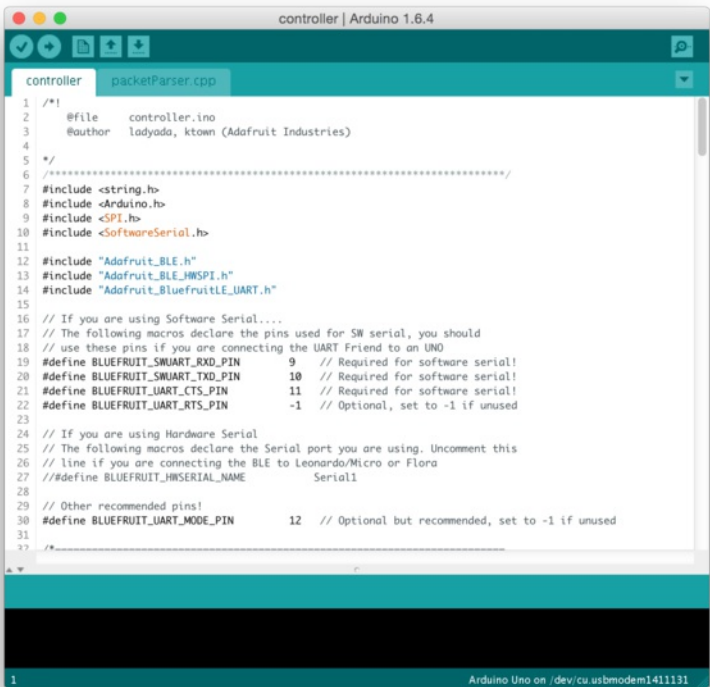 controller | Arduino 1.6.4
controller packetParser.cpp
1 /*!
2 @file controller.ino
3 @author ladyada, ktown (Adafruit Industries)
4
5 */
6 /**************************************************************************/
7 #include <string.h>
8 #include <Arduino.h>
9 #include <SPI.h>
10 #include <SoftwareSerial.h>
11
12 #include "Adafruit_BLE.h"
13 #include "Adafruit_BLE_HWSPI.h"
14 #include "Adafruit_BluefruitLE_UART.h"
15
16 // If you are using Software Serial....
17 // The following macros declare the pins used for SW serial, you should
18 // use these pins if you are connecting the UART Friend to an UNO
19 #define BLUEFRUIT_SWUART_RXD_PIN 9 // Required for software serial!
20 #define BLUEFRUIT_SWUART_TXD_PIN 10 // Required for software serial!
21 #define BLUEFRUIT_UART_CTS_PIN 11 // Required for software serial!
22 #define BLUEFRUIT_UART_RTS_PIN -1 // Optional, set to -1 if unused
23
24 // If you are using Hardware Serial
25 // The following macros declare the Serial port you are using. Uncomment this
26 // line if you are connecting the BLE to Leonardo/Micro or Flora
27 //#define BLUEFRUIT_HWSERIAL_NAME Serial1
28
29 // Other recommended pins!
30 #define BLUEFRUIT_UART_MODE_PIN 12 // Optional but recommended, set to -1 if unused
31
32 /*=========================================================================
1 Arduino Uno on /dev/cu.usbmodem1411131